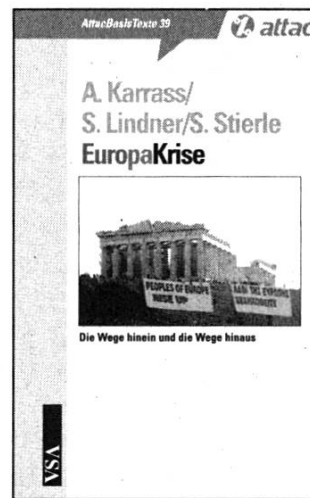 AttacBasisTexte 39
attac
A. Karrass/
S. Lindner/S. Stierle
EuropaKrise
PEOPLES OF EUROPE
RISE UP
Die Wege hinein und die Wege hinaus
VSA